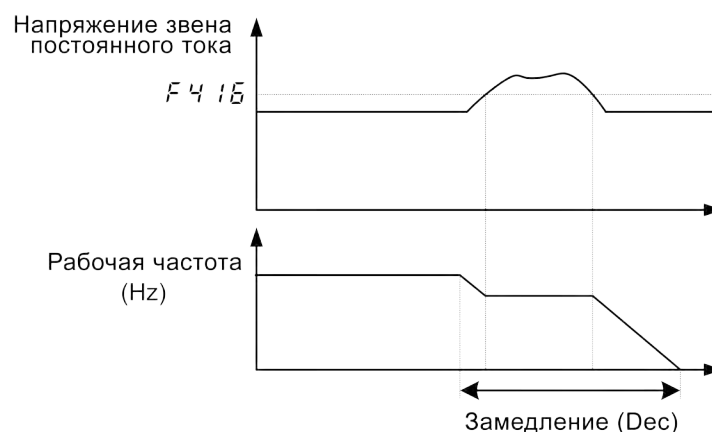 Напряжение звена
постоянного тока
F416
Рабочая частота
(Hz)
Замедление (Dec)